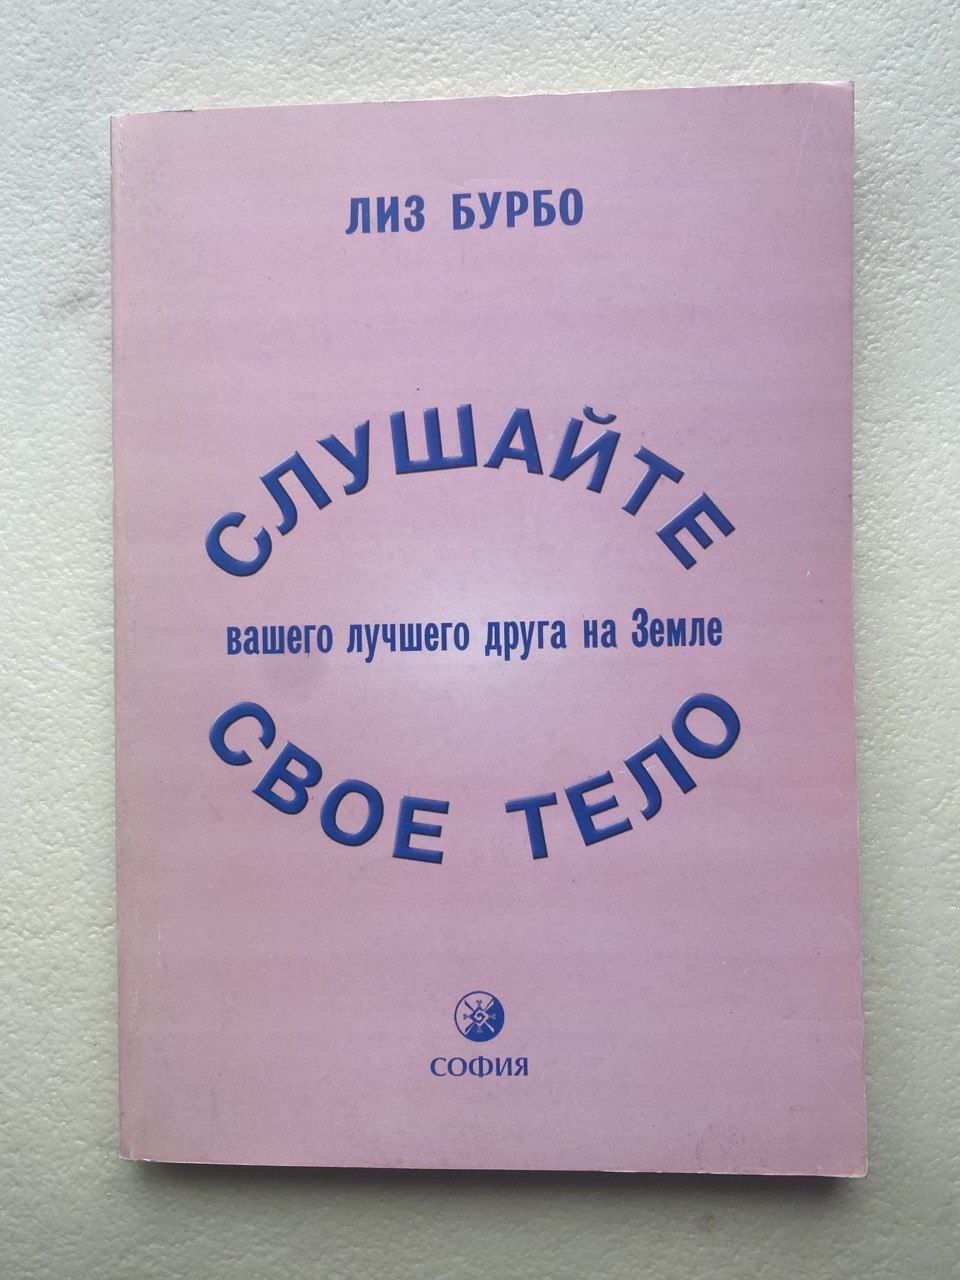 ЛИЗ БУРБО
СЛУШАЙТЕ
вашего лучшего друга на Земле
СВОЕ ТЕЛО
СОФИЯ